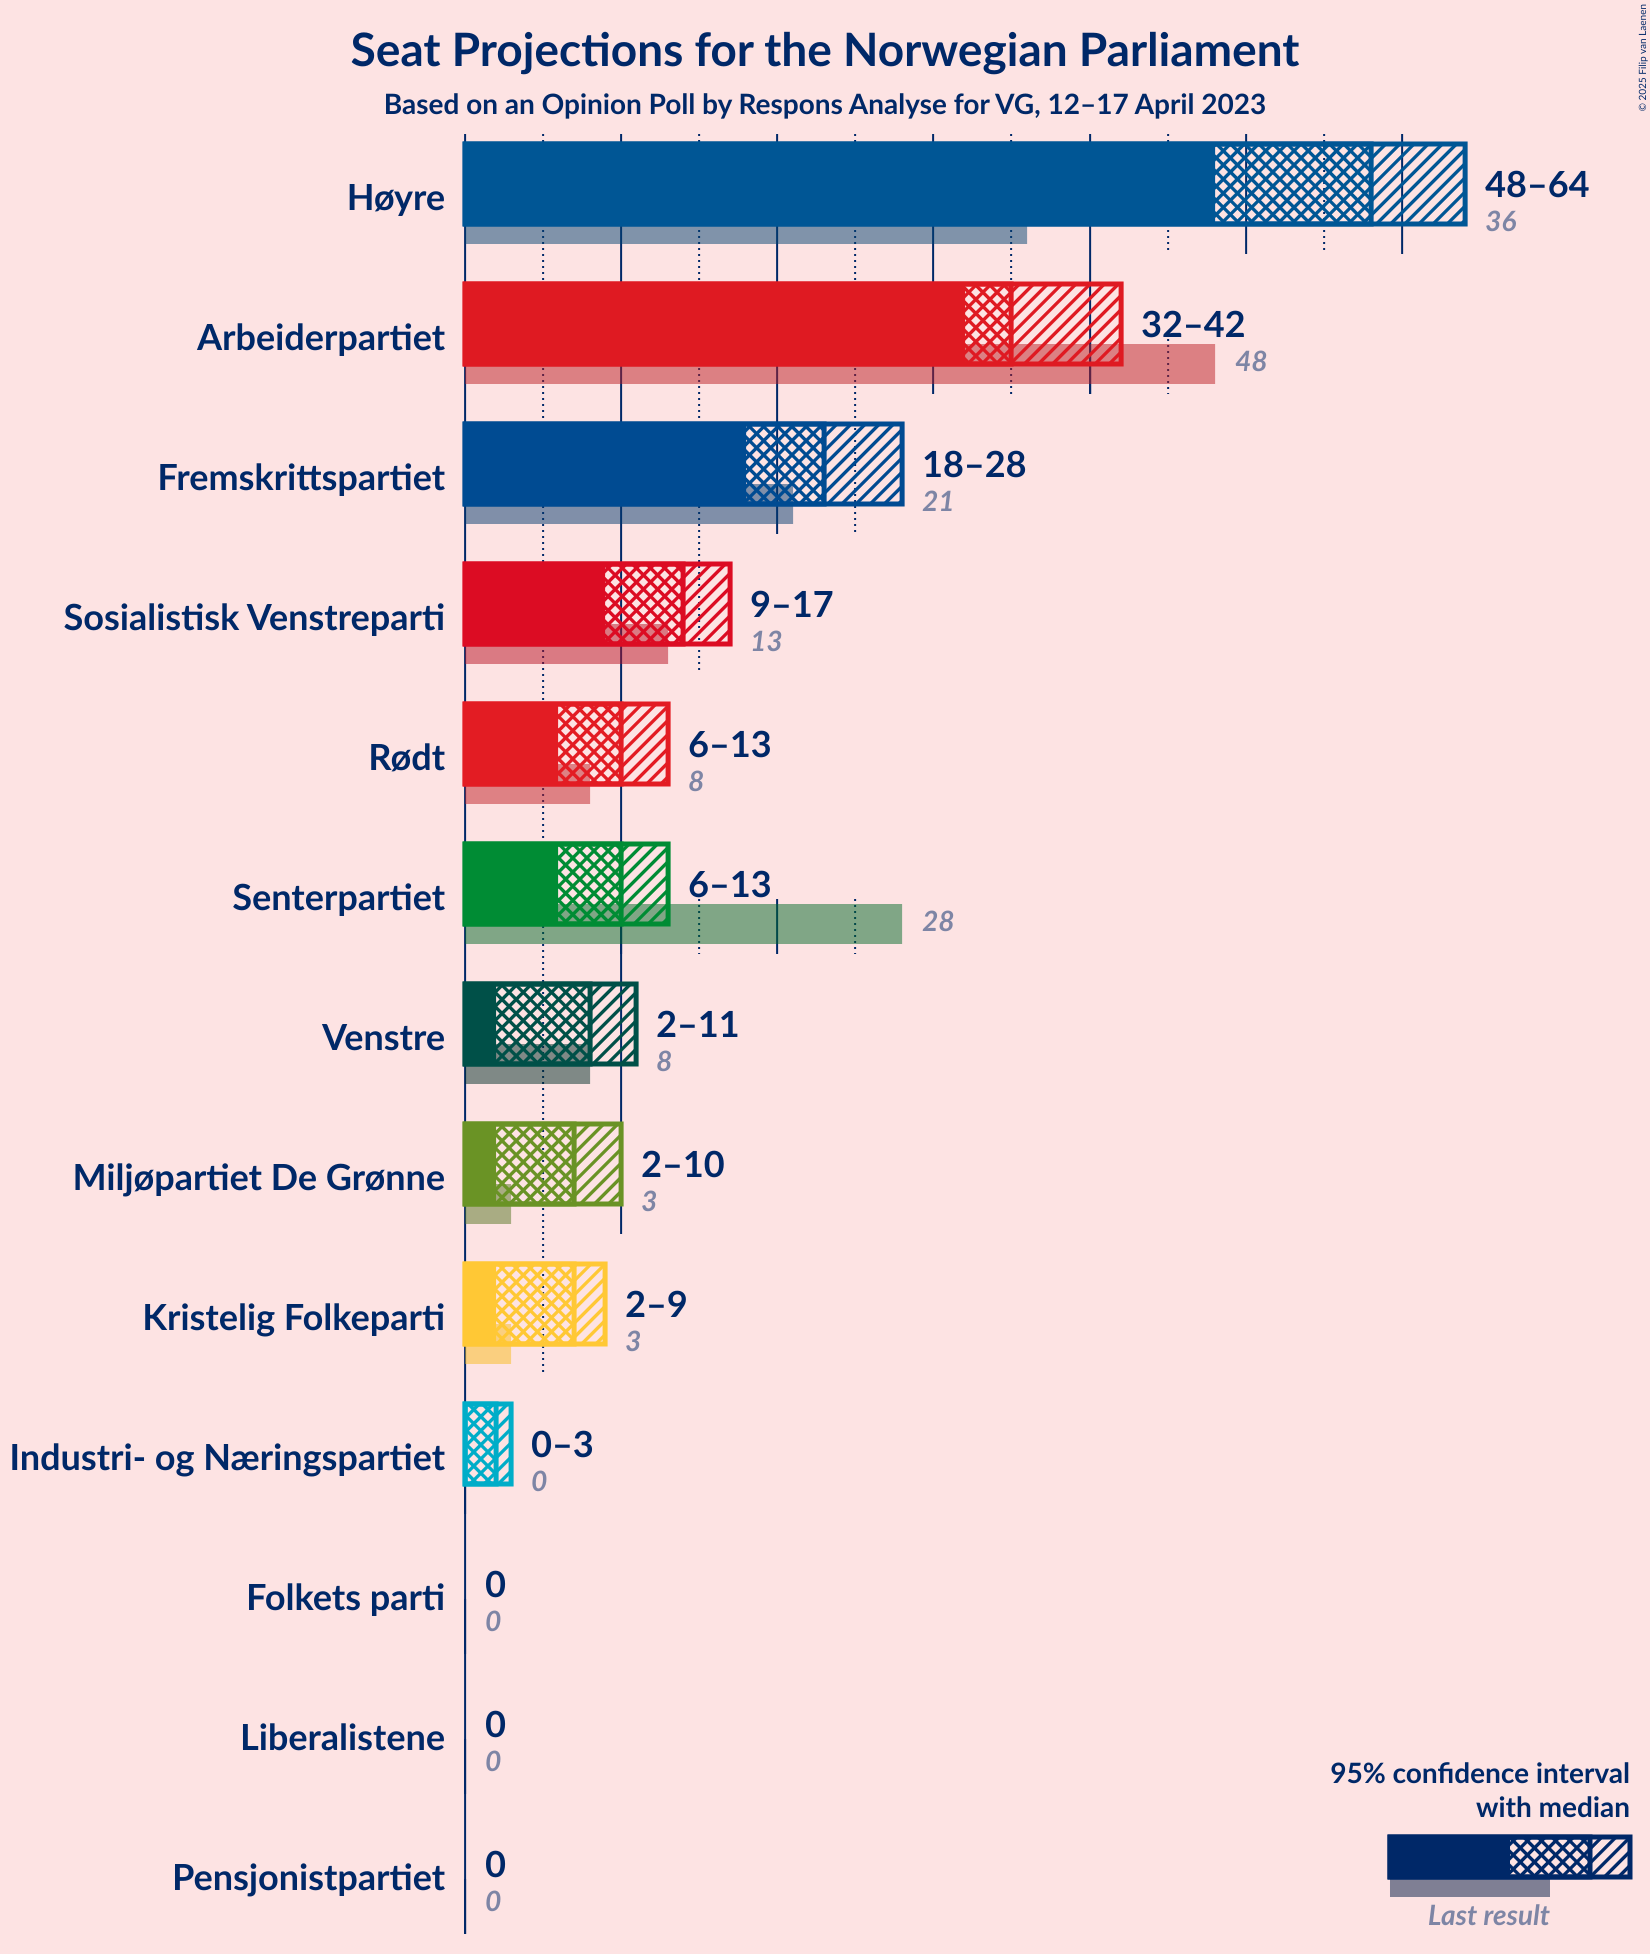 Seat Projections for the Norwegian Parliament
Based on an Opinion Poll by Respons Analyse for VG, 12–17 April 2023
© 2025 Filip van Laenen
Høyre
48–64
36
Arbeiderpartiet
32–42
48
Fremskrittspartiet
18–28
21
Sosialistisk Venstreparti
9–17
13
Rødt
6–13
8
Senterpartiet
6–13
28
Venstre
2–11
8
Miljøpartiet De Grønne
2–10
3
Kristelig Folkeparti
2–9
3
Industri- og Næringspartiet
0–3
0
Folkets parti
0
0
Liberalistene
0
0
Pensjonistpartiet
0
0
95% confidence interval
with median
Last result